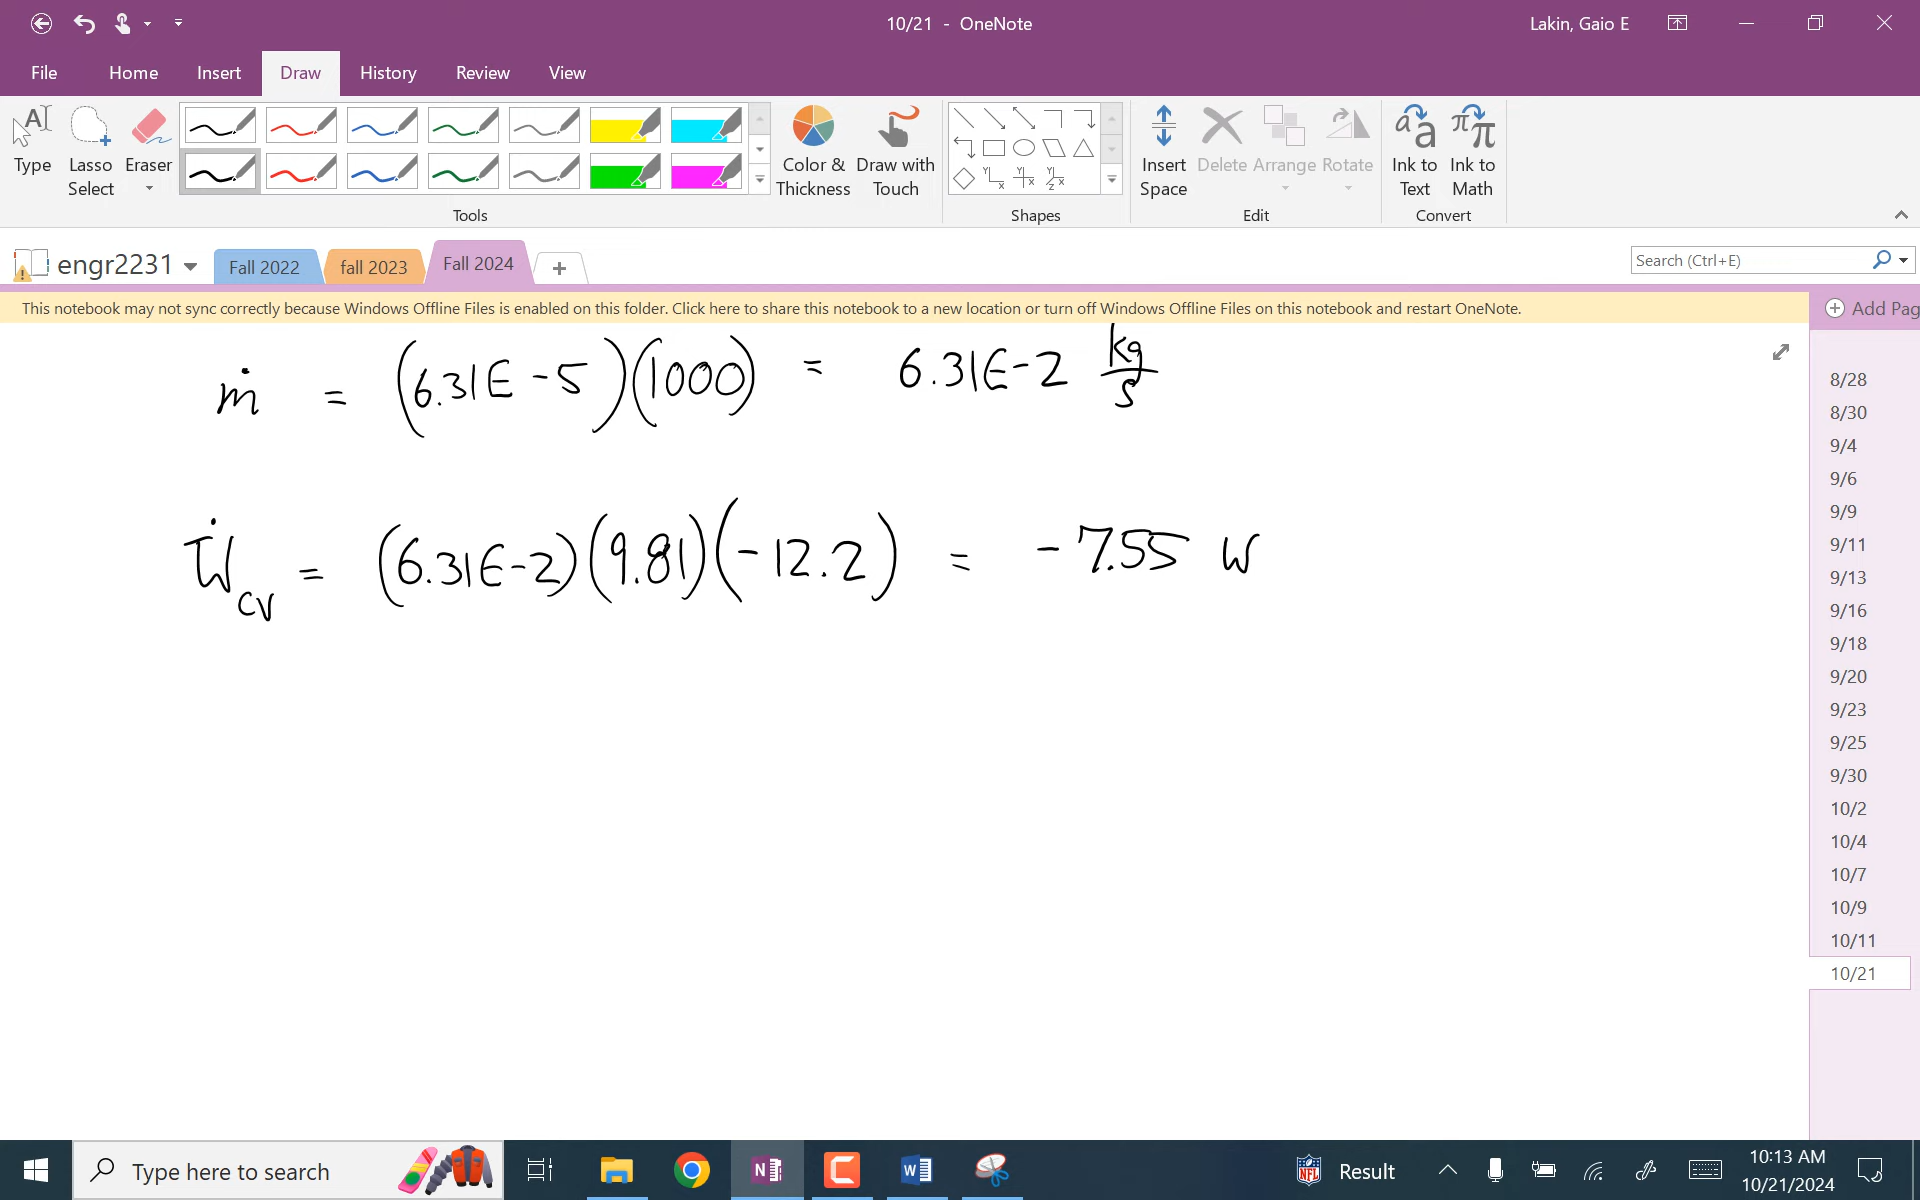 10/21 - OneNote
Lakin, Gaio E
File Home Insert Draw History Review View
Type
Lasso Select
Eraser
Color & Thickness
Draw with Touch
Insert Space
Delete
Arrange
Rotate
Ink to Text
Ink to Math
Tools Shapes Edit Convert
engr2231 Fall 2022 fall 2023 Fall 2024
Search (Ctrl+E)
This notebook may not sync correctly because Windows Offline Files is enabled on this folder. Click here to share this notebook to a new location or turn off Windows Offline Files on this notebook and restart OneNote.
Add Pag
ṁ = (6.31E-5)(1000) = 6.31E-2 kg/s
Ẇcv = (6.31E-2)(9.81)(-12.2) = -7.55 W
8/28
8/30
9/4
9/6
9/9
9/11
9/13
9/16
9/18
9/20
9/23
9/25
9/30
10/2
10/4
10/7
10/9
10/11
10/21
Type here to search
NFL
Result
10:13 AM
10/21/2024